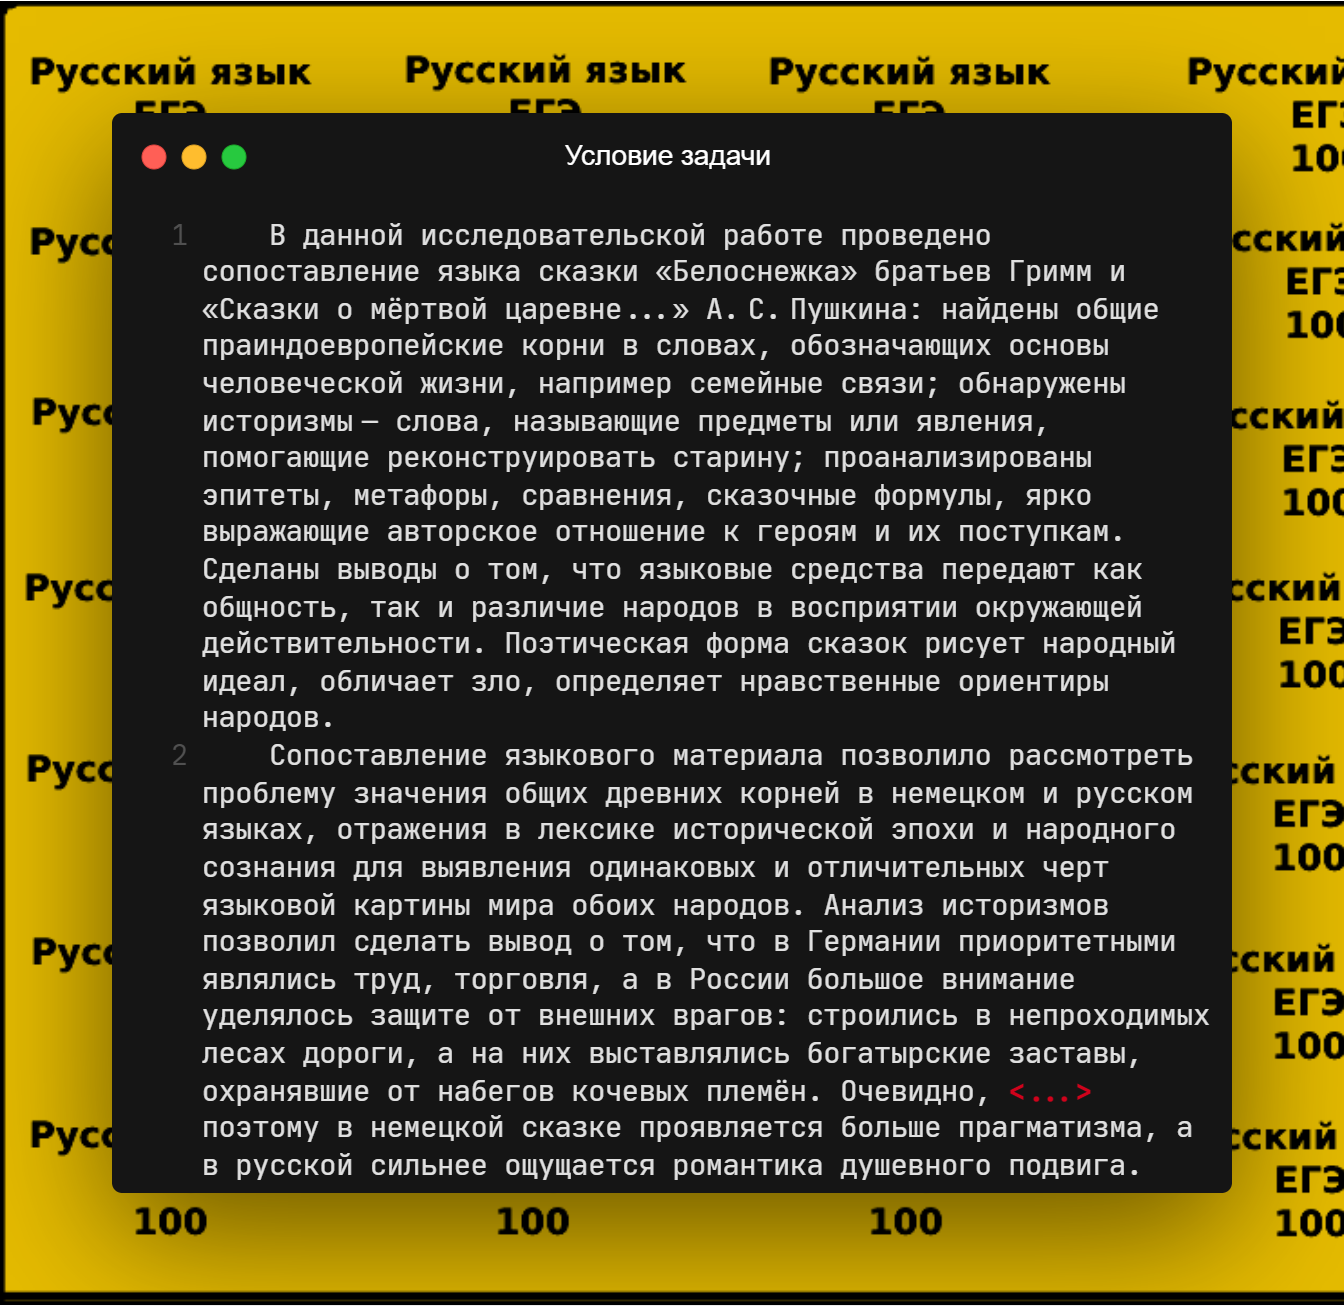 Русский язык Русский язык Русский язык Русский
ЕГЭ ЕГЭ ЕГЭ
Условие задачи
1 В данной исследовательской работе проведено
сопоставление языка сказки «Белоснежка» братьев Гримм и
«Сказки о мёртвой царевне...» А. С. Пушкина: найдены общие
праиндоевропейские корни в словах, обозначающих основы
человеческой жизни, например семейные связи; обнаружены
историзмы — слова, называющие предметы или явления,
помогающие реконструировать старину; проанализированы
эпитеты, метафоры, сравнения, сказочные формулы, ярко
выражающие авторское отношение к героям и их поступкам.
Сделаны выводы о том, что языковые средства передают как
общность, так и различие народов в восприятии окружающей
действительности. Поэтическая форма сказок рисует народный
идеал, обличает зло, определяет нравственные ориентиры
народов.
2 Сопоставление языкового материала позволило рассмотреть
проблему значения общих древних корней в немецком и русском
языках, отражения в лексике исторической эпохи и народного
сознания для выявления одинаковых и отличительных черт
языковой картины мира обоих народов. Анализ историзмов
позволил сделать вывод о том, что в Германии приоритетными
являлись труд, торговля, а в России большое внимание
уделялось защите от внешних врагов: строились в непроходимых
лесах дороги, а на них выставлялись богатырские заставы,
охранявшие от набегов кочевых племён. Очевидно, <...>
поэтому в немецкой сказке проявляется больше прагматизма, а
в русской сильнее ощущается романтика душевного подвига.
100 100 100